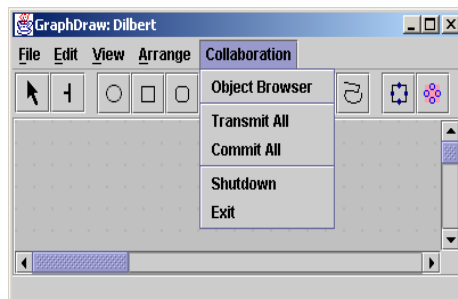 GraphDraw: Dilbert
File Edit View Arrange Collaboration
Object Browser
Transmit All
Commit All
Shutdown
Exit